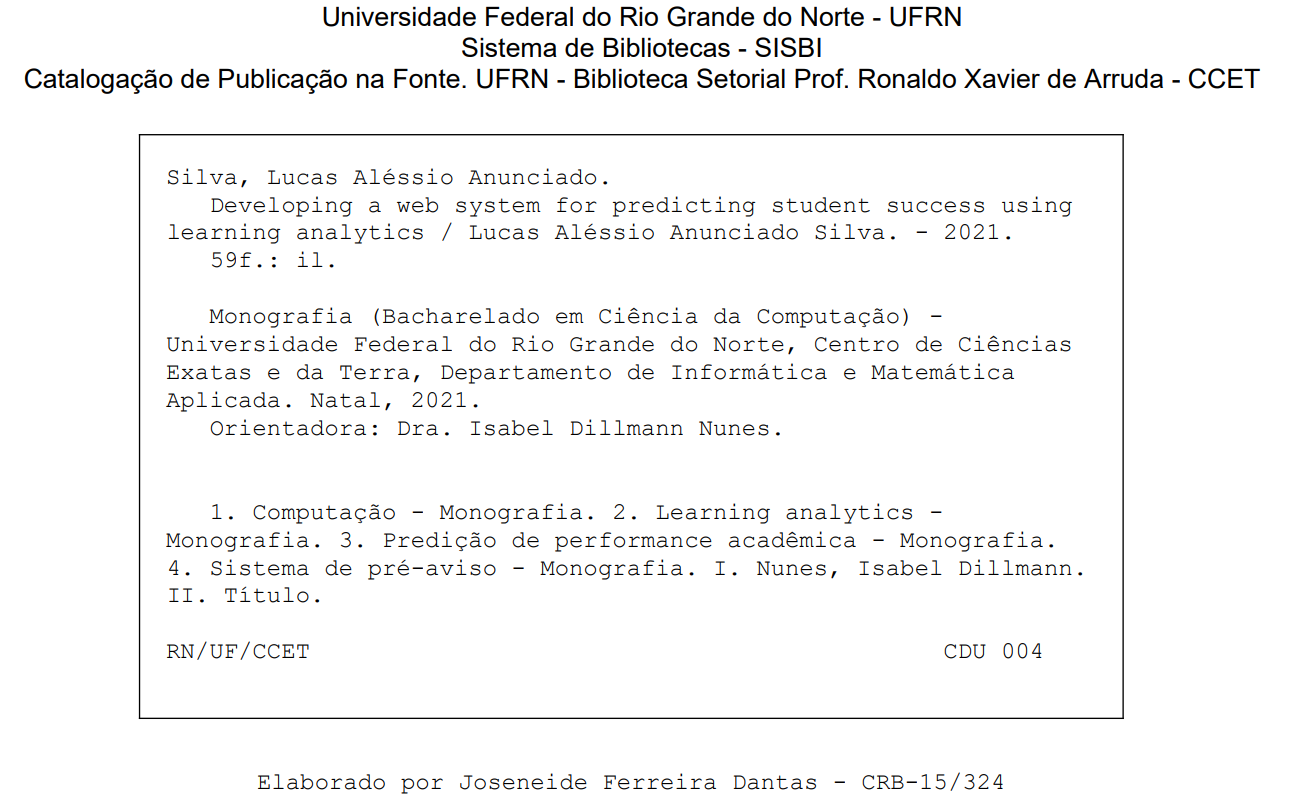 Universidade Federal do Rio Grande do Norte - UFRN
Sistema de Bibliotecas - SISBI
Catalogação de Publicação na Fonte. UFRN - Biblioteca Setorial Prof. Ronaldo Xavier de Arruda - CCET
Silva, Lucas Aléssio Anunciado.
Developing a web system for predicting student success using
learning analytics / Lucas Aléssio Anunciado Silva. - 2021.
59f.: il.
Monografia (Bacharelado em Ciência da Computação) -
Universidade Federal do Rio Grande do Norte, Centro de Ciências
Exatas e da Terra, Departamento de Informática e Matemática
Aplicada. Natal, 2021.
Orientadora: Dra. Isabel Dillmann Nunes.
1. Computação - Monografia. 2. Learning analytics -
Monografia. 3. Predição de performance acadêmica - Monografia.
4. Sistema de pré-aviso - Monografia. I. Nunes, Isabel Dillmann.
II. Título.
RN/UF/CCET CDU 004
Elaborado por Joseneide Ferreira Dantas - CRB-15/324